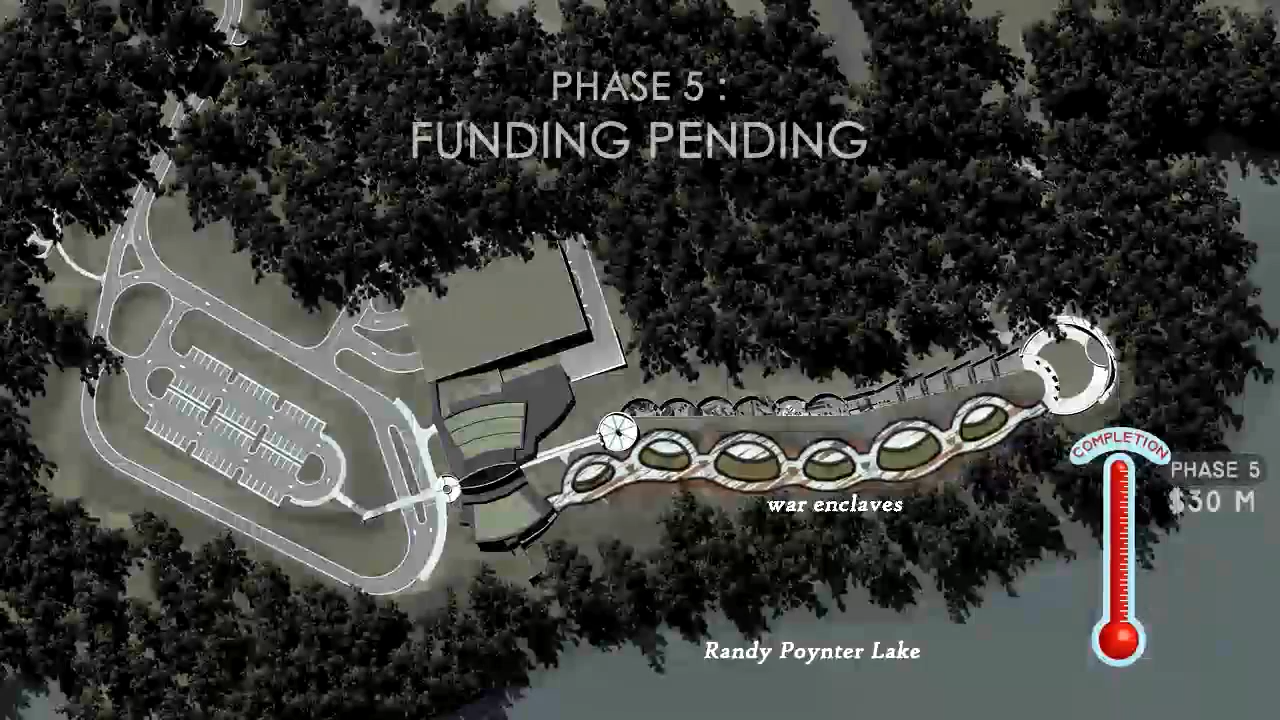 PHASE 5 :
FUNDING PENDING
COMPLETION
PHASE 5
$30 M
war enclaves
Randy Poynter Lake